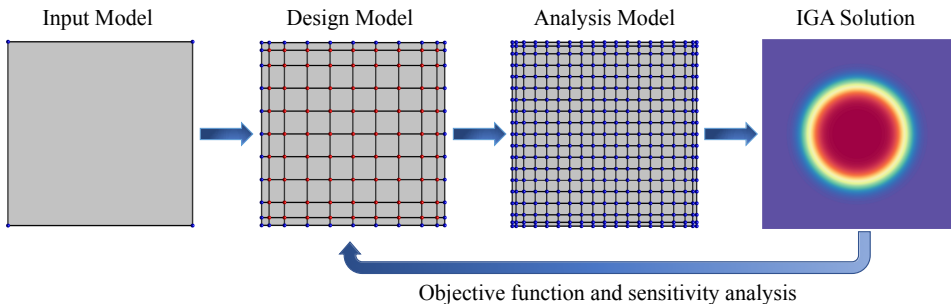 Input Model
Design Model
Analysis Model
IGA Solution
Objective function and sensitivity analysis